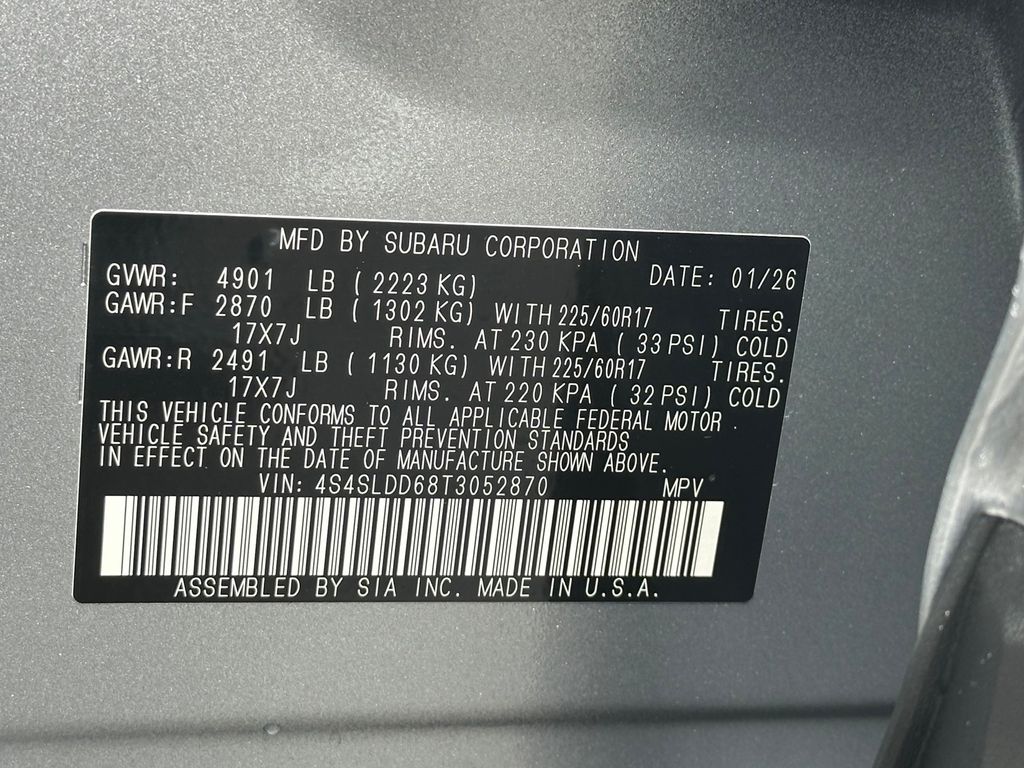 MFD BY SUBARU CORPORATION
GVWR: 4901 LB ( 2223 KG) DATE: 01/26
GAWR:F 2870 LB ( 1302 KG) WITH 225/60R17 TIRES.
17X7J RIMS. AT 230 KPA ( 33 PSI) COLD
GAWR:R 2491 LB ( 1130 KG) WITH 225/60R17 TIRES.
17X7J RIMS. AT 220 KPA ( 32 PSI) COLD
THIS VEHICLE CONFORMS TO ALL APPLICABLE FEDERAL MOTOR
VEHICLE SAFETY AND THEFT PREVENTION STANDARDS
IN EFFECT ON THE DATE OF MANUFACTURE SHOWN ABOVE.
VIN: 4S4SLDD68T3052870 MPV
ASSEMBLED BY SIA INC. MADE IN U.S.A.